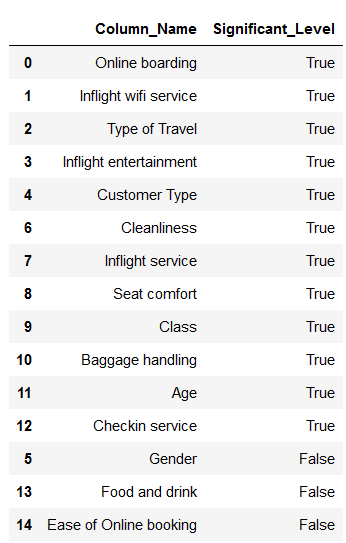 Column_Name Significant_Level
0 Online boarding True
1 Inflight wifi service True
2 Type of Travel True
3 Inflight entertainment True
4 Customer Type True
6 Cleanliness True
7 Inflight service True
8 Seat comfort True
9 Class True
10 Baggage handling True
11 Age True
12 Checkin service True
5 Gender False
13 Food and drink False
14 Ease of Online booking False